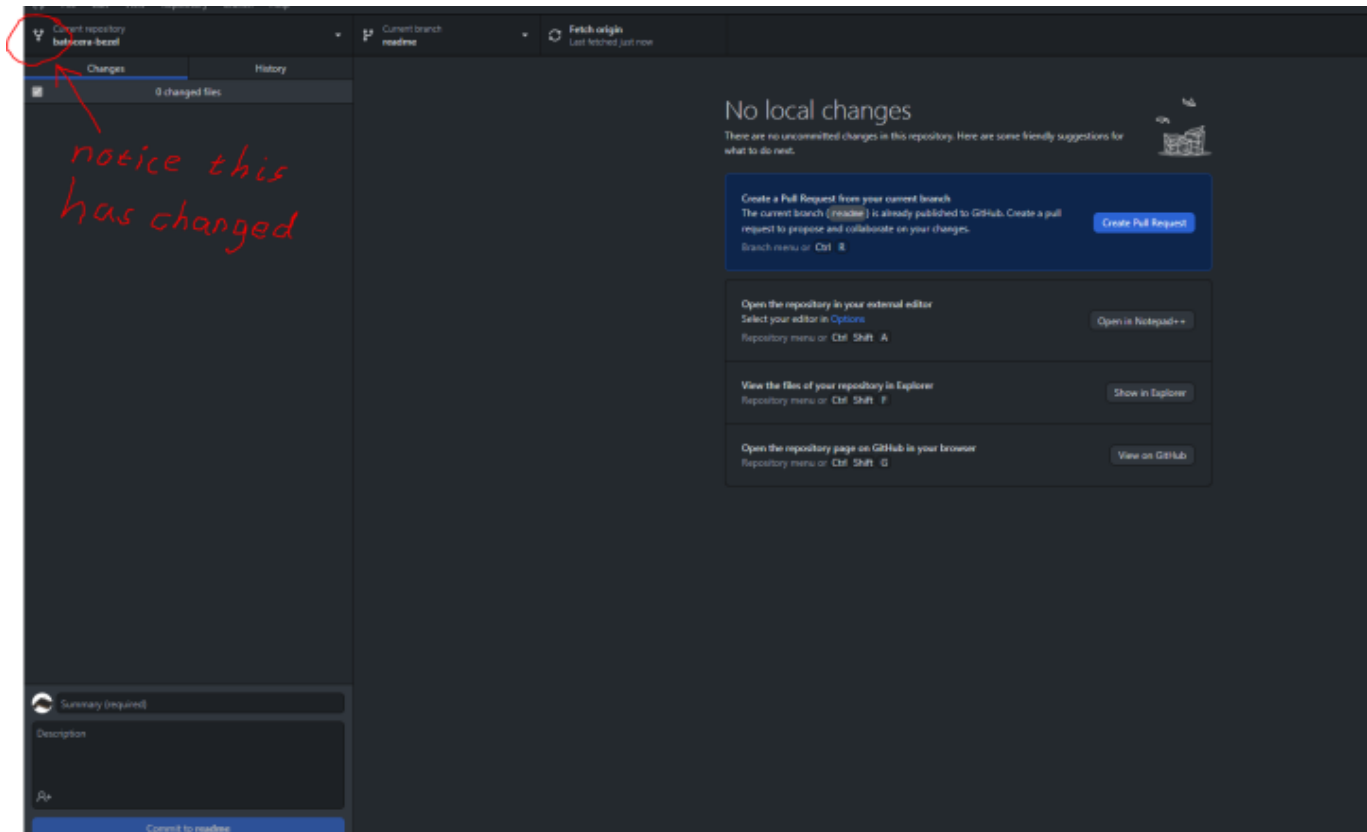 Current repository
batocera-bezel
Current branch
readme
Fetch origin
Last fetched just now
Changes
History
0 changed files
notice this
has changed
No local changes
There are no uncommitted changes in this repository. Here are some friendly suggestions for
what to do next.
Create a Pull Request from your current branch
The current branch (readme) is already published to GitHub. Create a pull
request to propose and collaborate on your changes.
Branch menu or Ctrl R
Create Pull Request
Open the repository in your external editor
Select your editor in Options
Repository menu or Ctrl Shift A
Open in Notepad++
View the files of your repository in Explorer
Repository menu or Ctrl Shift F
Show in Explorer
Open the repository page on GitHub in your browser
Repository menu or Ctrl Shift G
View on GitHub
Summary (required)
Description
Commit to readme